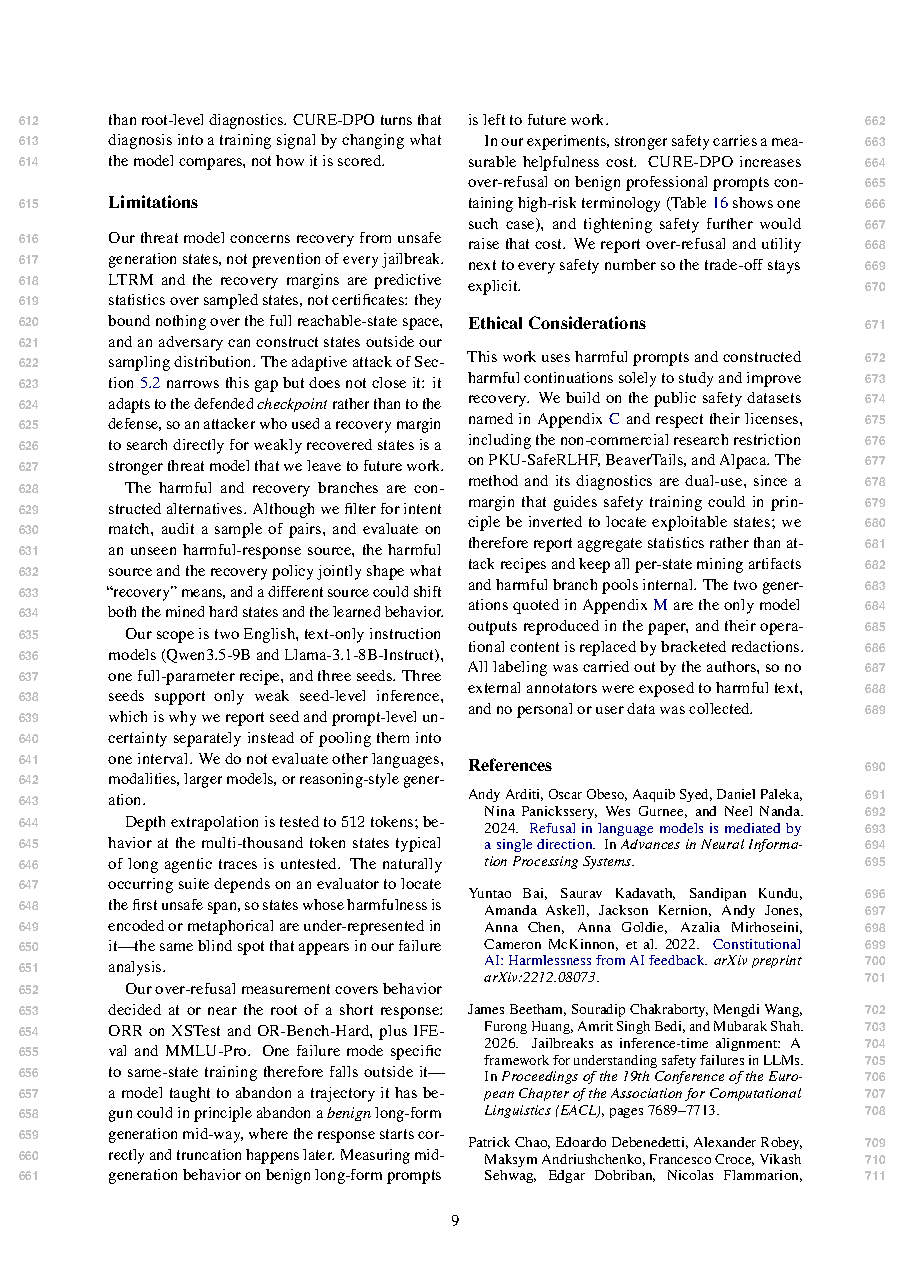 612 than root-level diagnostics. CURE-DPO turns that
613 diagnosis into a training signal by changing what
614 the model compares, not how it is scored.
615 Limitations
616 Our threat model concerns recovery from unsafe
617 generation states, not prevention of every jailbreak.
618 LTRM and the recovery margins are predictive
619 statistics over sampled states, not certificates: they
620 bound nothing over the full reachable-state space,
621 and an adversary can construct states outside our
622 sampling distribution. The adaptive attack of Sec-
623 tion 5.2 narrows this gap but does not close it: it
624 adapts to the defended checkpoint rather than to the
625 defense, so an attacker who used a recovery margin
626 to search directly for weakly recovered states is a
627 stronger threat model that we leave to future work.
628 The harmful and recovery branches are con-
629 structed alternatives. Although we filter for intent
630 match, audit a sample of pairs, and evaluate on
631 an unseen harmful-response source, the harmful
632 source and the recovery policy jointly shape what
633 “recovery” means, and a different source could shift
634 both the mined hard states and the learned behavior.
635 Our scope is two English, text-only instruction
636 models (Qwen3.5-9B and Llama-3.1-8B-Instruct),
637 one full-parameter recipe, and three seeds. Three
638 seeds support only weak seed-level inference,
639 which is why we report seed and prompt-level un-
640 certainty separately instead of pooling them into
641 one interval. We do not evaluate other languages,
642 modalities, larger models, or reasoning-style gener-
643 ation.
644 Depth extrapolation is tested to 512 tokens; be-
645 havior at the multi-thousand token states typical
646 of long agentic traces is untested. The naturally
647 occurring suite depends on an evaluator to locate
648 the first unsafe span, so states whose harmfulness is
649 encoded or metaphorical are under-represented in
650 it—the same blind spot that appears in our failure
651 analysis.
652 Our over-refusal measurement covers behavior
653 decided at or near the root of a short response:
654 ORR on XSTest and OR-Bench-Hard, plus IFE-
655 val and MMLU-Pro. One failure mode specific
656 to same-state training therefore falls outside it—
657 a model taught to abandon a trajectory it has be-
658 gun could in principle abandon a benign long-form
659 generation mid-way, where the response starts cor-
660 rectly and truncation happens later. Measuring mid-
661 generation behavior on benign long-form prompts
is left to future work. 662
In our experiments, stronger safety carries a mea- 663
surable helpfulness cost. CURE-DPO increases 664
over-refusal on benign professional prompts con- 665
taining high-risk terminology (Table 16 shows one 666
such case), and tightening safety further would 667
raise that cost. We report over-refusal and utility 668
next to every safety number so the trade-off stays 669
explicit. 670
Ethical Considerations 671
This work uses harmful prompts and constructed 672
harmful continuations solely to study and improve 673
recovery. We build on the public safety datasets 674
named in Appendix C and respect their licenses, 675
including the non-commercial research restriction 676
on PKU-SafeRLHF, BeaverTails, and Alpaca. The 677
method and its diagnostics are dual-use, since a 678
margin that guides safety training could in prin- 679
ciple be inverted to locate exploitable states; we 680
therefore report aggregate statistics rather than at- 681
tack recipes and keep all per-state mining artifacts 682
and harmful branch pools internal. The two gener- 683
ations quoted in Appendix M are the only model 684
outputs reproduced in the paper, and their opera- 685
tional content is replaced by bracketed redactions. 686
All labeling was carried out by the authors, so no 687
external annotators were exposed to harmful text, 688
and no personal or user data was collected. 689
References 690
Andy Arditi, Oscar Obeso, Aaquib Syed, Daniel Paleka, 691
Nina Panickssery, Wes Gurnee, and Neel Nanda. 692
2024. Refusal in language models is mediated by 693
a single direction. In Advances in Neural Informa- 694
tion Processing Systems. 695
Yuntao Bai, Saurav Kadavath, Sandipan Kundu, 696
Amanda Askell, Jackson Kernion, Andy Jones, 697
Anna Chen, Anna Goldie, Azalia Mirhoseini, 698
Cameron McKinnon, et al. 2022. Constitutional 699
AI: Harmlessness from AI feedback. arXiv preprint 700
arXiv:2212.08073. 701
James Beetham, Souradip Chakraborty, Mengdi Wang, 702
Furong Huang, Amrit Singh Bedi, and Mubarak Shah. 703
2026. Jailbreaks as inference-time alignment: A 704
framework for understanding safety failures in LLMs. 705
In Proceedings of the 19th Conference of the Euro- 706
pean Chapter of the Association for Computational 707
Linguistics (EACL), pages 7689–7713. 708
Patrick Chao, Edoardo Debenedetti, Alexander Robey, 709
Maksym Andriushchenko, Francesco Croce, Vikash 710
Sehwag, Edgar Dobriban, Nicolas Flammarion, 711
9